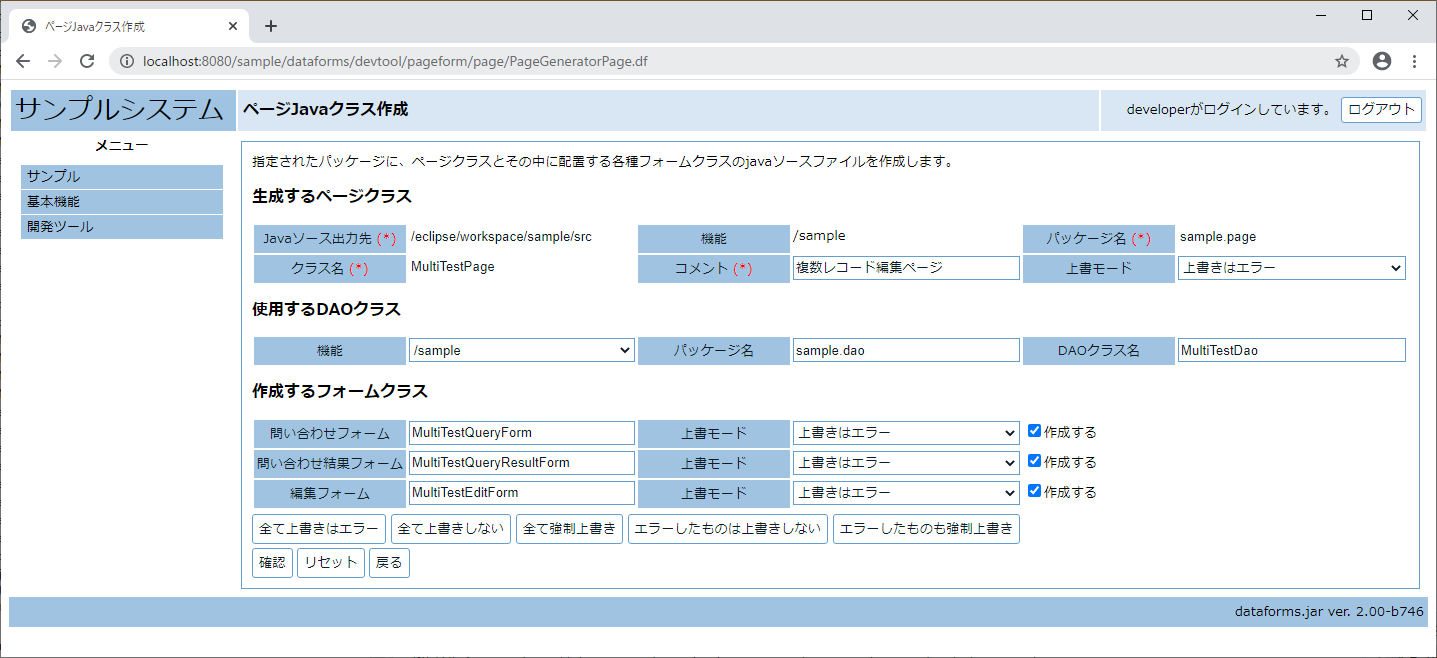 ページJavaクラス作成
localhost:8080/sample/dataforms/devtool/pageform/page/PageGeneratorPage.df
サンプルシステム ページJavaクラス作成 developerがログインしています。 ログアウト
メニュー
サンプル
基本機能
開発ツール
指定されたパッケージに、ページクラスとその中に配置する各種フォームクラスのjavaソースファイルを作成します。
生成するページクラス
Javaソース出力先 (*) /eclipse/workspace/sample/src 機能 /sample パッケージ名 (*) sample.page
クラス名 (*) MultiTestPage コメント (*) 複数レコード編集ページ 上書モード 上書きはエラー
使用するDAOクラス
機能 /sample パッケージ名 sample.dao DAOクラス名 MultiTestDao
作成するフォームクラス
問い合わせフォーム MultiTestQueryForm 上書モード 上書きはエラー 作成する
問い合わせ結果フォーム MultiTestQueryResultForm 上書モード 上書きはエラー 作成する
編集フォーム MultiTestEditForm 上書モード 上書きはエラー 作成する
全て上書きはエラー 全て上書きしない 全て強制上書き エラーしたものは上書きしない エラーしたものも強制上書き
確認 リセット 戻る
dataforms.jar ver. 2.00-b746